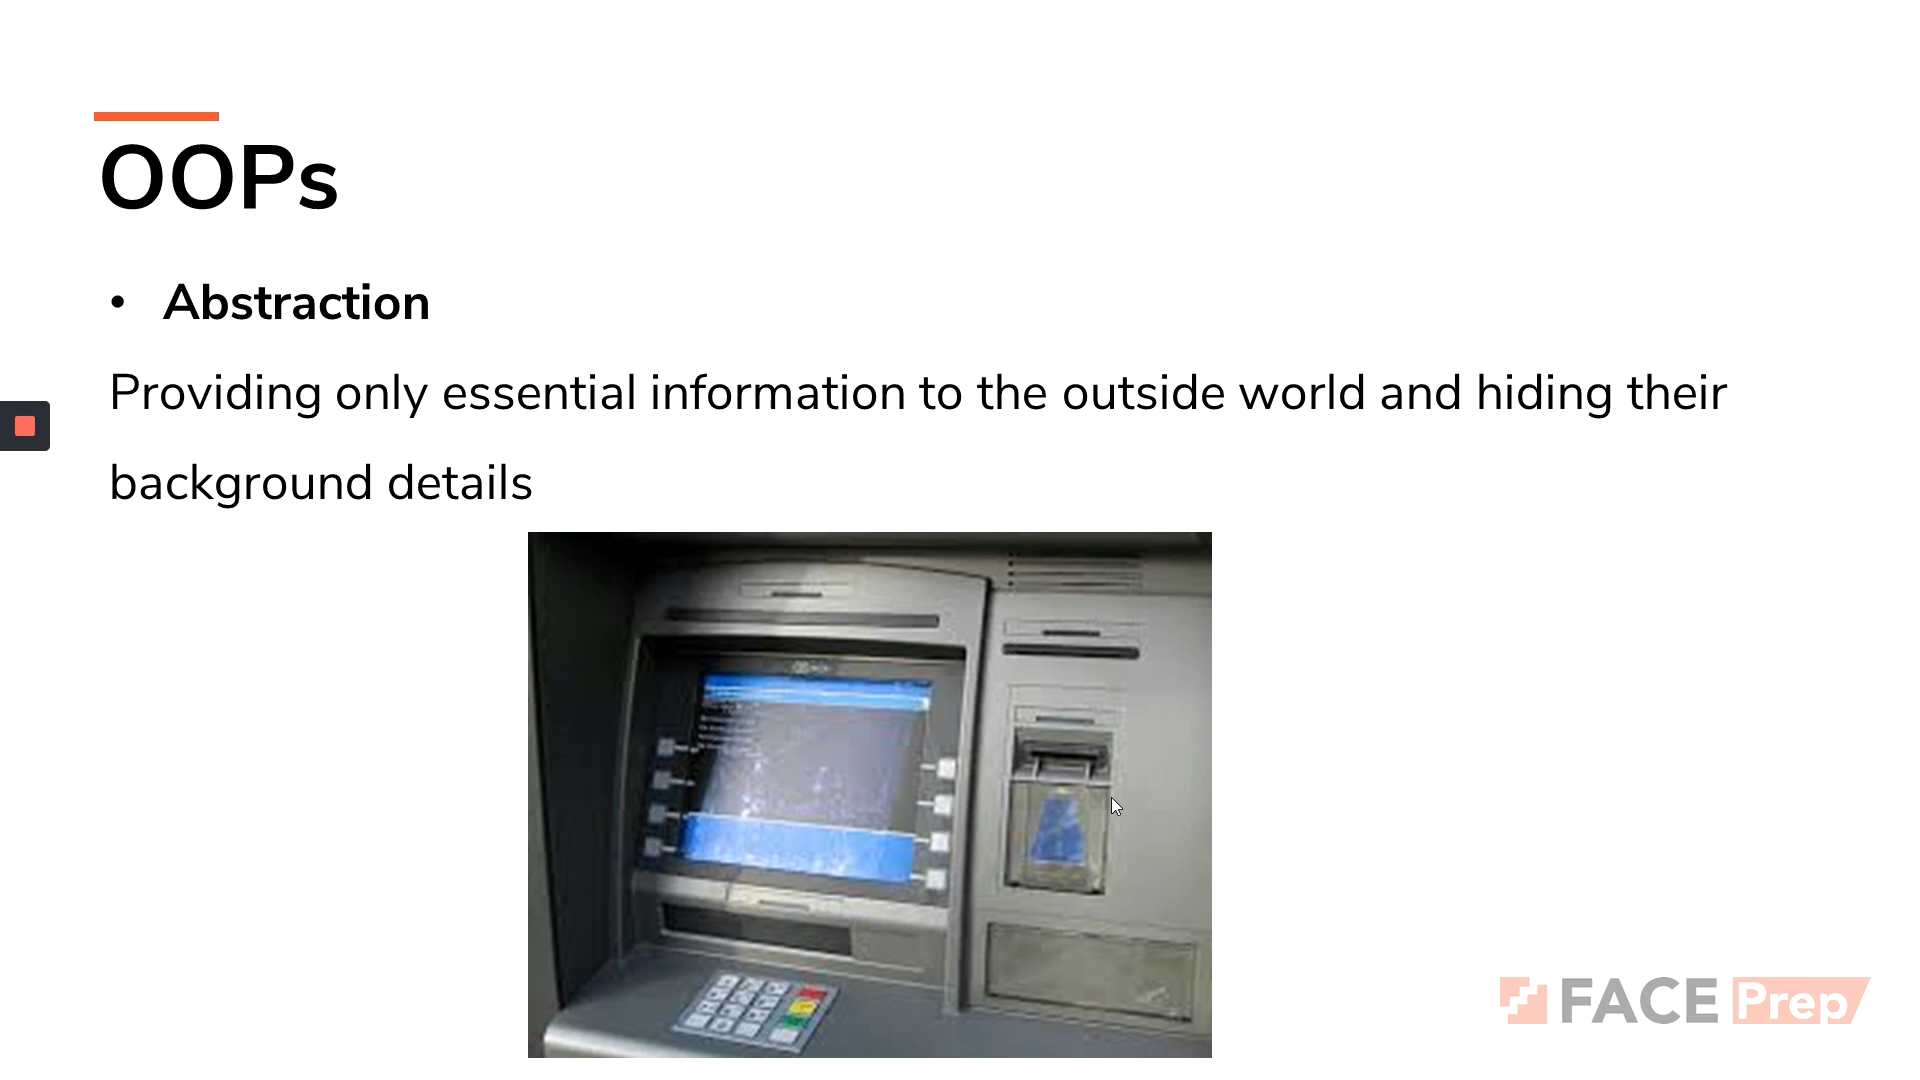 OOPs
• Abstraction
Providing only essential information to the outside world and hiding their
background details
FACE Prep